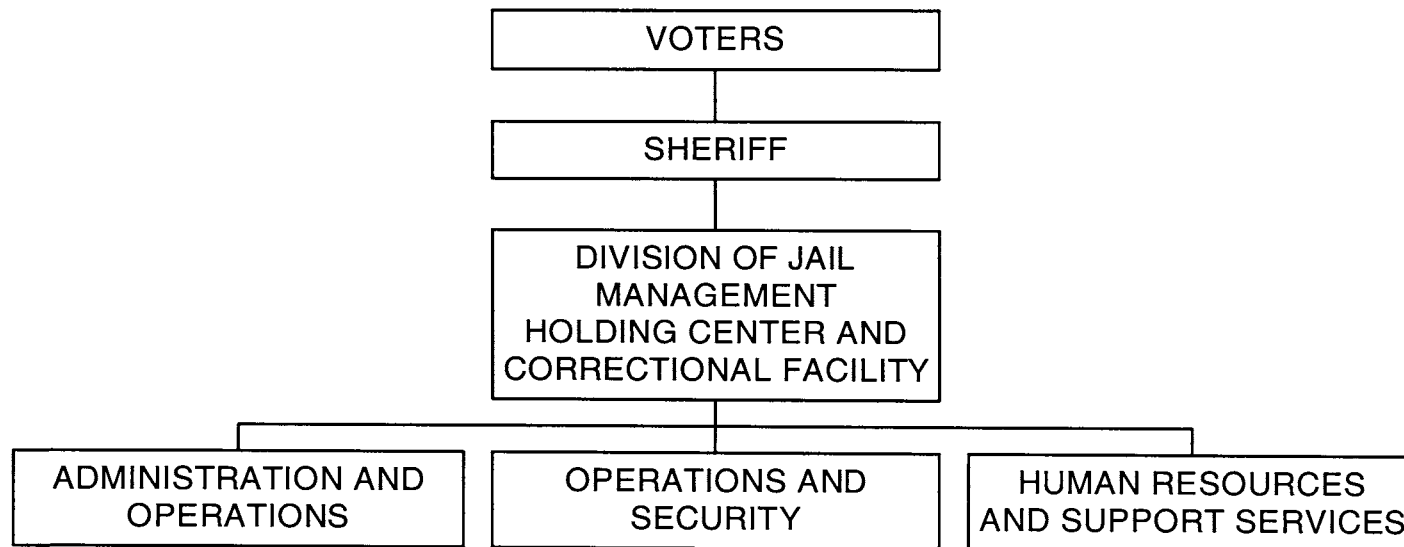 VOTERS
SHERIFF
DIVISION OF JAIL
MANAGEMENT
HOLDING CENTER AND
CORRECTIONAL FACILITY
ADMINISTRATION AND
OPERATIONS
OPERATIONS AND
SECURITY
HUMAN RESOURCES
AND SUPPORT SERVICES